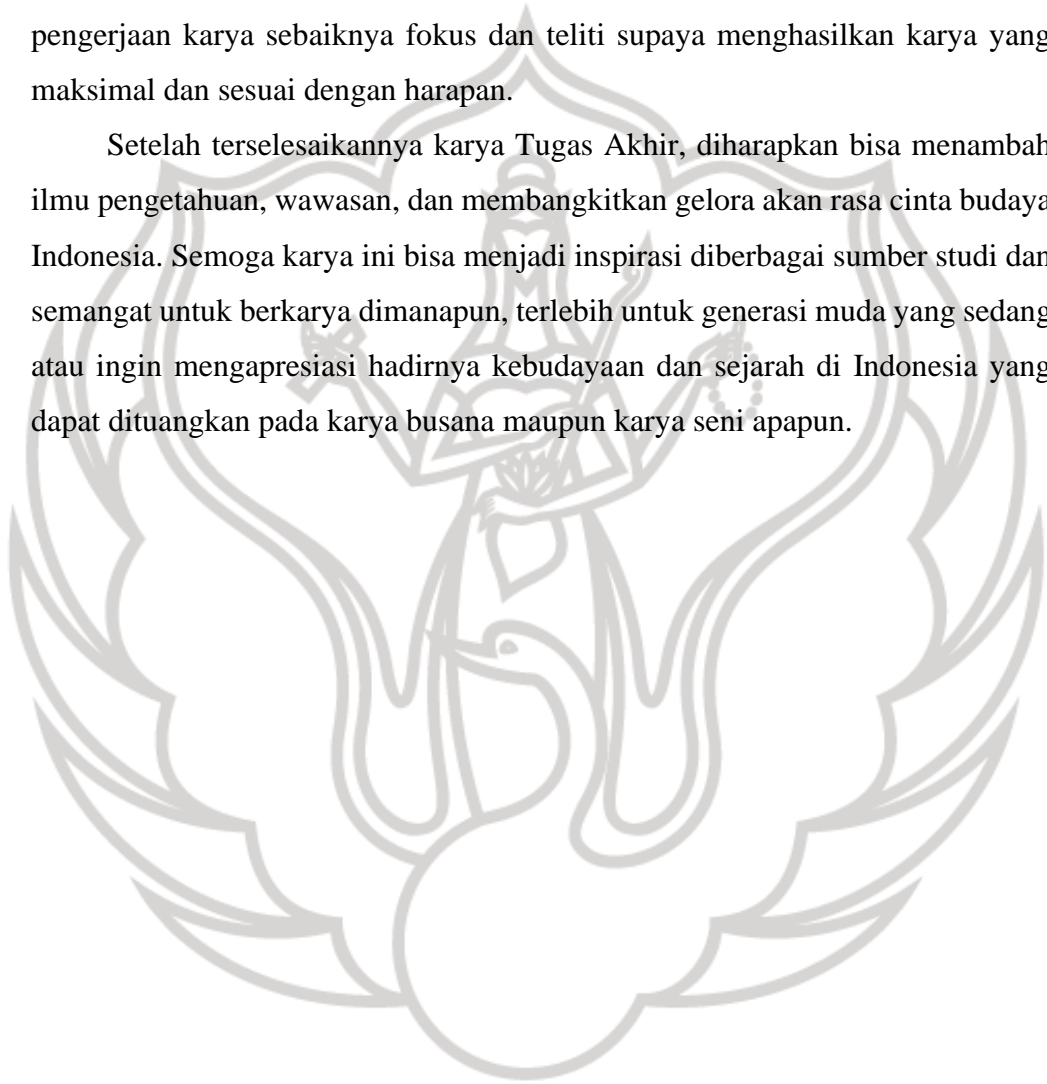 pengerjaan karya sebaiknya fokus dan teliti supaya menghasilkan karya yang
maksimal dan sesuai dengan harapan.
Setelah terselesaikannya karya Tugas Akhir, diharapkan bisa menambah
ilmu pengetahuan, wawasan, dan membangkitkan gelora akan rasa cinta budaya
Indonesia. Semoga karya ini bisa menjadi inspirasi diberbagai sumber studi dan
semangat untuk berkarya dimanapun, terlebih untuk generasi muda yang sedang
atau ingin mengapresiasi hadirnya kebudayaan dan sejarah di Indonesia yang
dapat dituangkan pada karya busana maupun karya seni apapun.